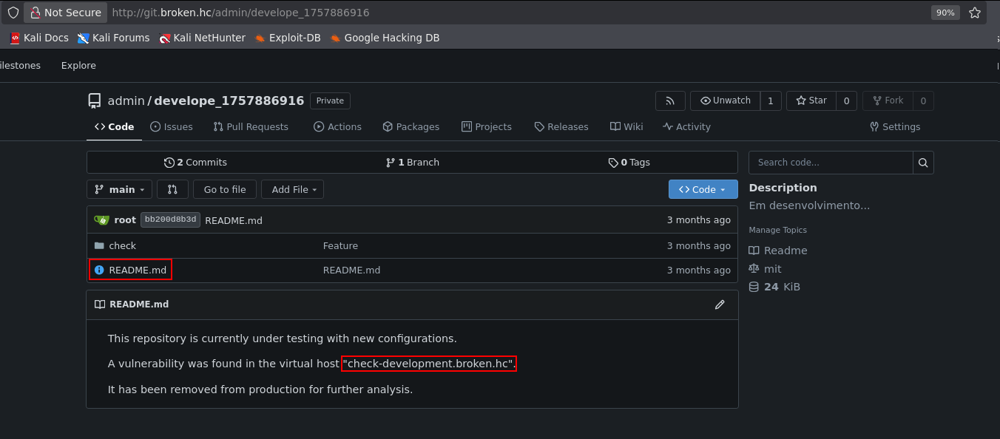 Not Secure http://git.broken.hc/admin/develope_1757886916 90%
Kali Docs Kali Forums Kali NetHunter Exploit-DB Google Hacking DB
ilestones Explore
admin/develope_1757886916 Private Unwatch 1 Star 0 Fork 0
Code Issues Pull Requests Actions Packages Projects Releases Wiki Activity Settings
2 Commits 1 Branch 0 Tags Search code...
main Go to file Add File Code Description
Em desenvolvimento...
root bb200d8b3d README.md 3 months ago
Manage Topics
check Feature 3 months ago
Readme
README.md README.md 3 months ago
mit
24 KiB
README.md
This repository is currently under testing with new configurations.
A vulnerability was found in the virtual host "check-development.broken.hc".
It has been removed from production for further analysis.